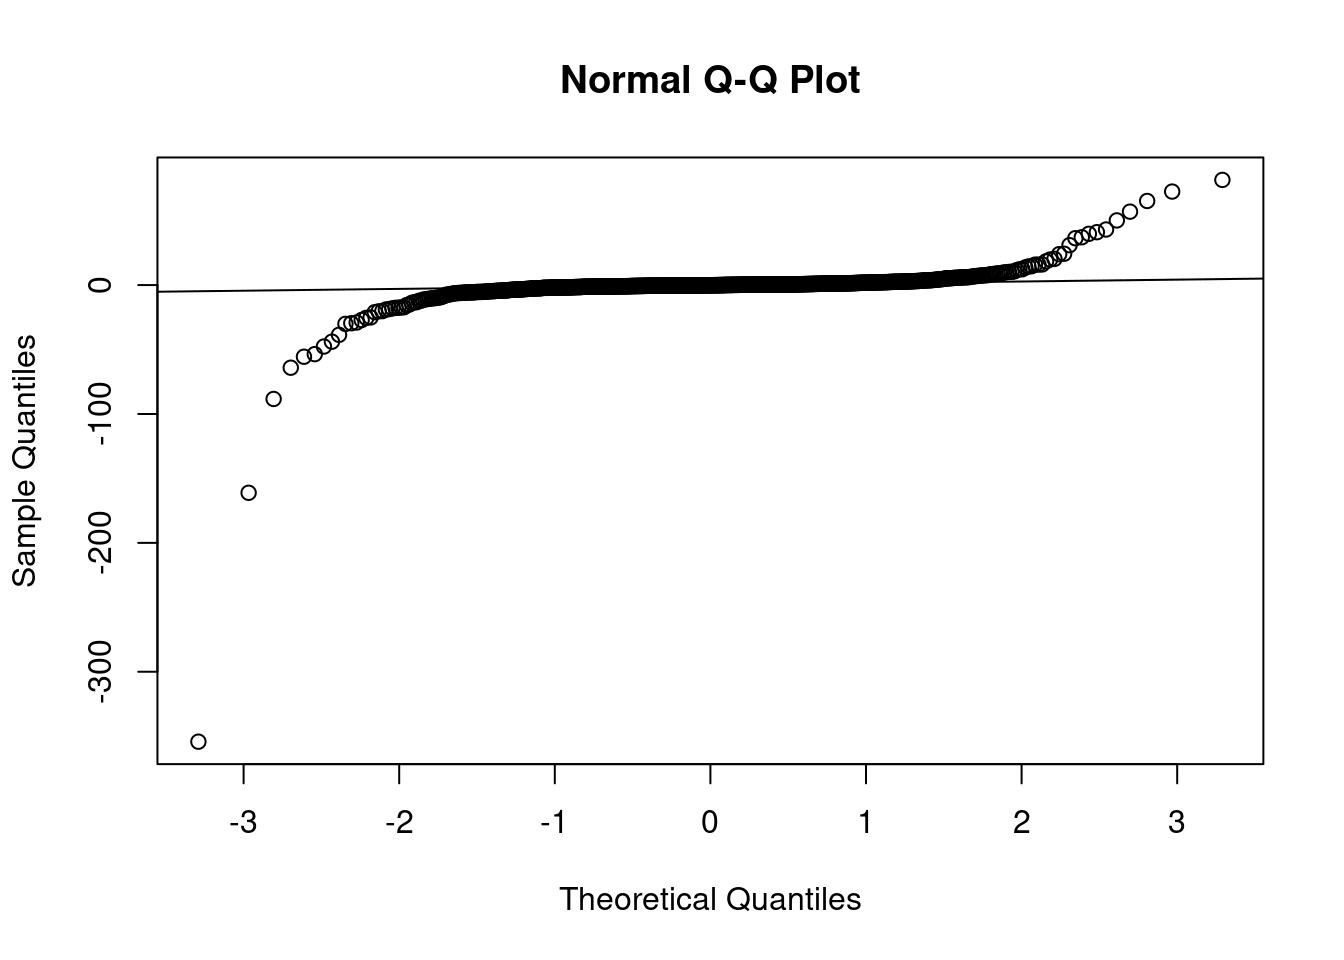 Normal Q-Q Plot
Sample Quantiles
0
-100
-200
-300
-3 -2 -1 0 1 2 3
Theoretical Quantiles